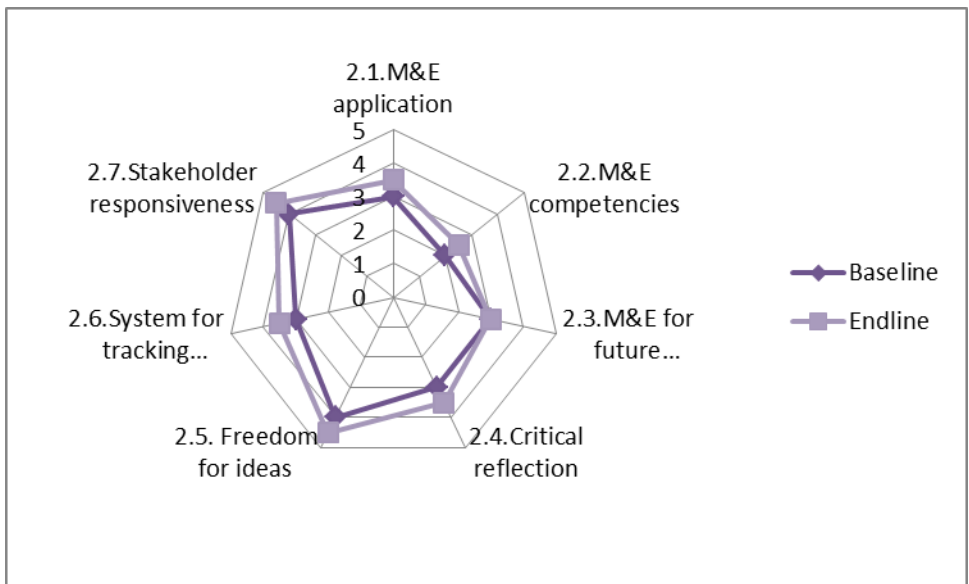 2.1.M&E
application
5
4
3
2
1
0
2.2.M&E
competencies
2.3.M&E for
future...
2.4.Critical
reflection
2.5. Freedom
for ideas
2.6.System for
tracking...
2.7.Stakeholder
responsiveness
Baseline
Endline